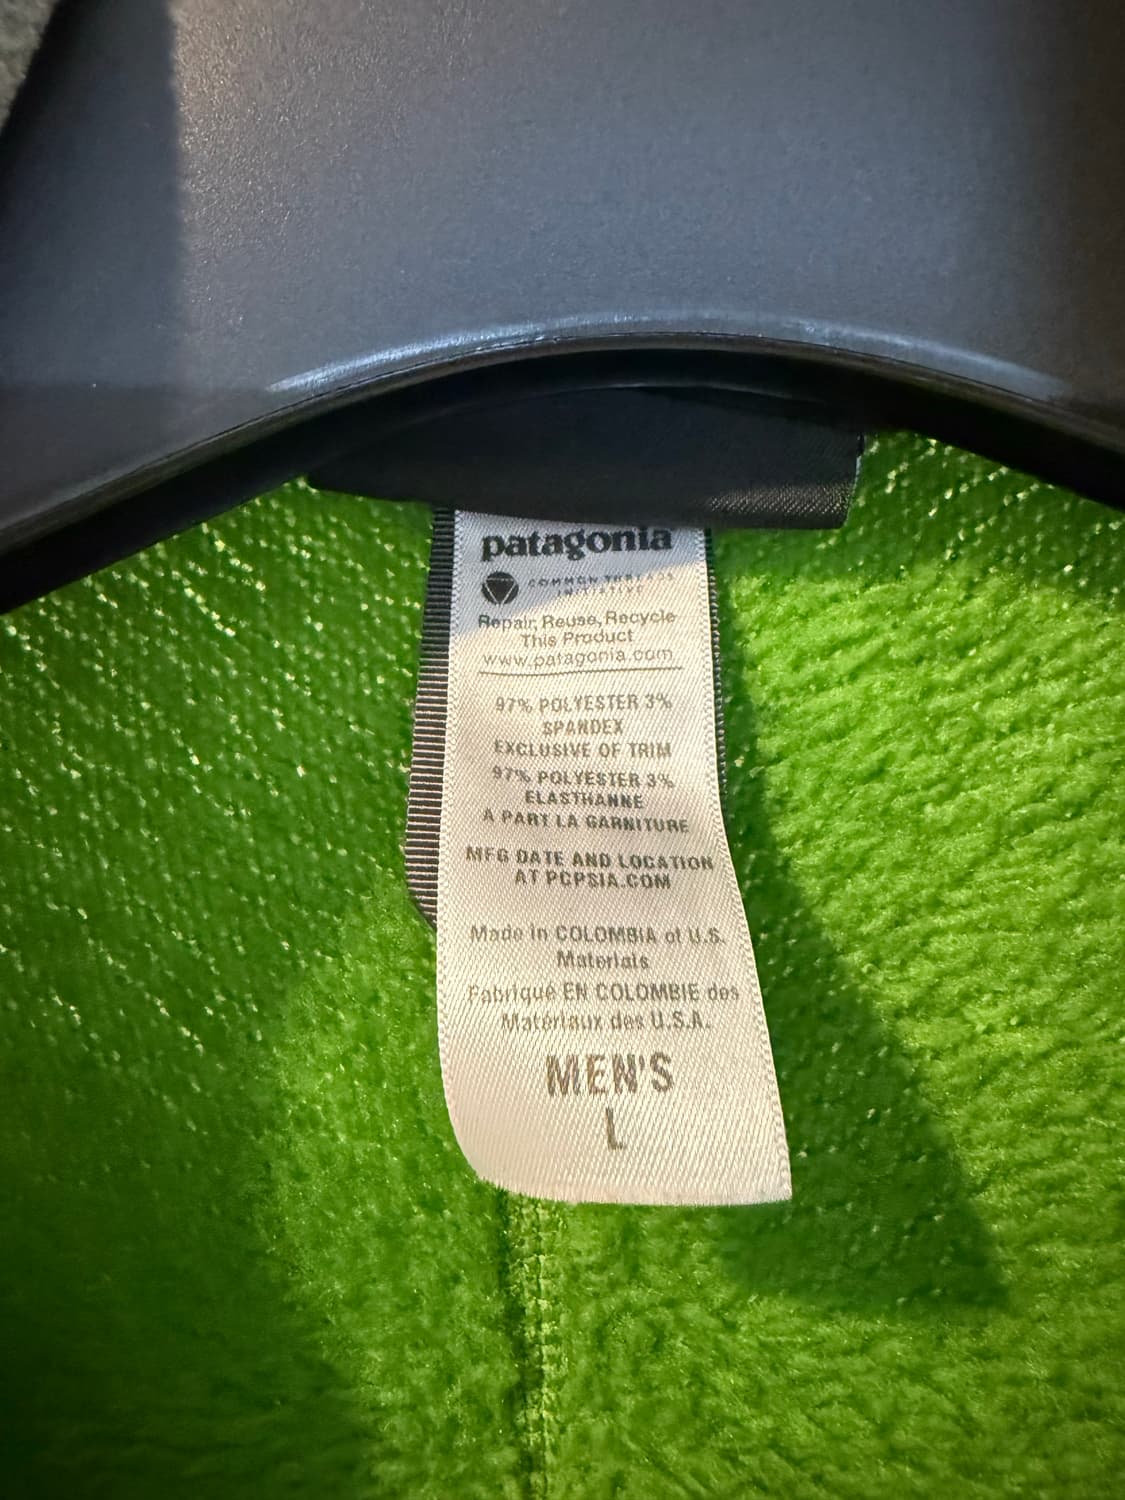 patagonia
COMMON THREADS
INITIATIVE
Repair, Reuse, Recycle
This Product
www.patagonia.com
97% POLYESTER 3%
SPANDEX
EXCLUSIVE OF TRIM
97% POLYESTER 3%
ELASTHANNE
A PART LA GARNITURE
MFG DATE AND LOCATION
AT PCPSIA.COM
Made in COLOMBIA of U.S.
Materials
Fabriqué EN COLOMBIE des
Matériaux des U.S.A.
MEN'S
L